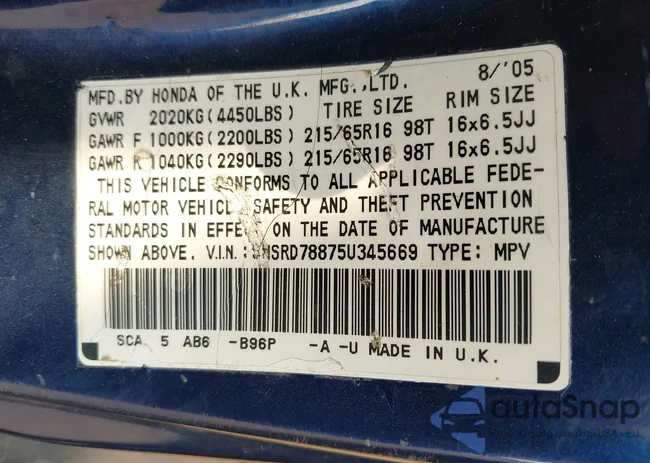 MFD.BY HONDA OF THE U.K. MFG.,LTD. 8/'05
GVWR 2020KG(4450LBS) TIRE SIZE RIM SIZE
GAWR F 1000KG(2200LBS) 215/65R16 98T 16x6.5JJ
GAWR R 1040KG(2290LBS) 215/65R16 98T 16x6.5JJ
THIS VEHICLE CONFORMS TO ALL APPLICABLE FEDE-
RAL MOTOR VEHICLE SAFETY AND THEFT PREVENTION
STANDARDS IN EFFECT ON THE DATE OF MANUFACTURE
SHOWN ABOVE. V.I.N.: SHSRD78875U345669 TYPE: MPV
SCA 5 AB6 -B96P -A -U MADE IN U.K.
autoSnap